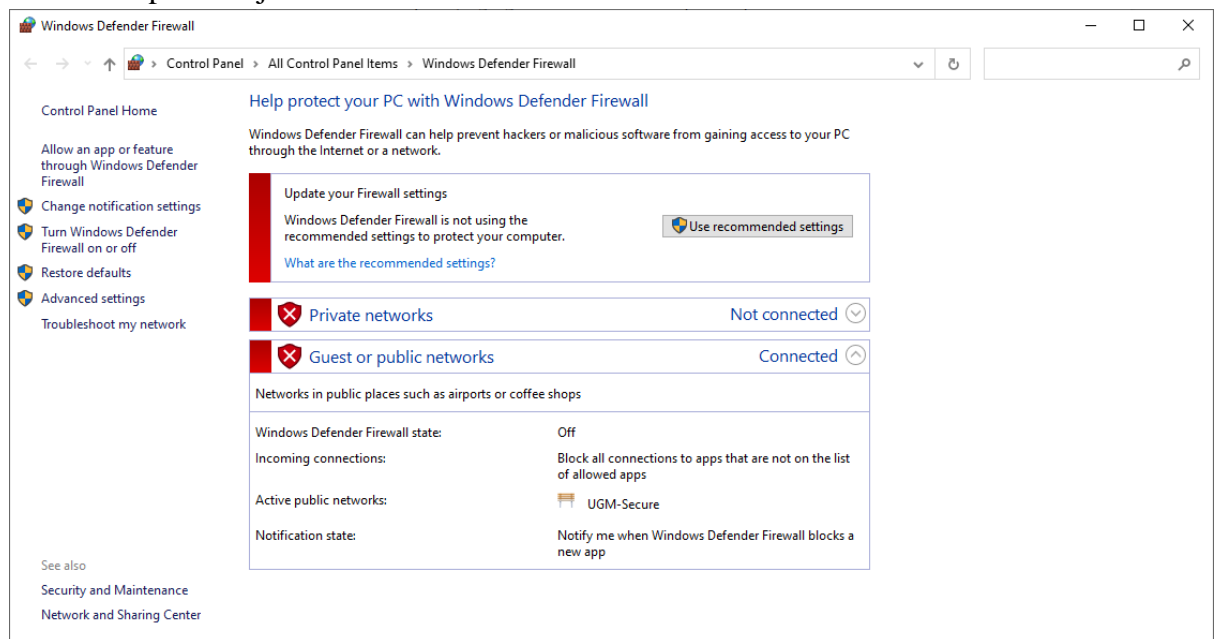 Windows Defender Firewall
Control Panel > All Control Panel Items > Windows Defender Firewall
Control Panel Home
Allow an app or feature
through Windows Defender
Firewall
Change notification settings
Turn Windows Defender
Firewall on or off
Restore defaults
Advanced settings
Troubleshoot my network
See also
Security and Maintenance
Network and Sharing Center
Help protect your PC with Windows Defender Firewall
Windows Defender Firewall can help prevent hackers or malicious software from gaining access to your PC
through the Internet or a network.
Update your Firewall settings
Windows Defender Firewall is not using the
recommended settings to protect your computer.
Use recommended settings
What are the recommended settings?
Private networks Not connected
Guest or public networks Connected
Networks in public places such as airports or coffee shops
Windows Defender Firewall state: Off
Incoming connections: Block all connections to apps that are not on the list
of allowed apps
Active public networks: UGM-Secure
Notification state: Notify me when Windows Defender Firewall blocks a
new app